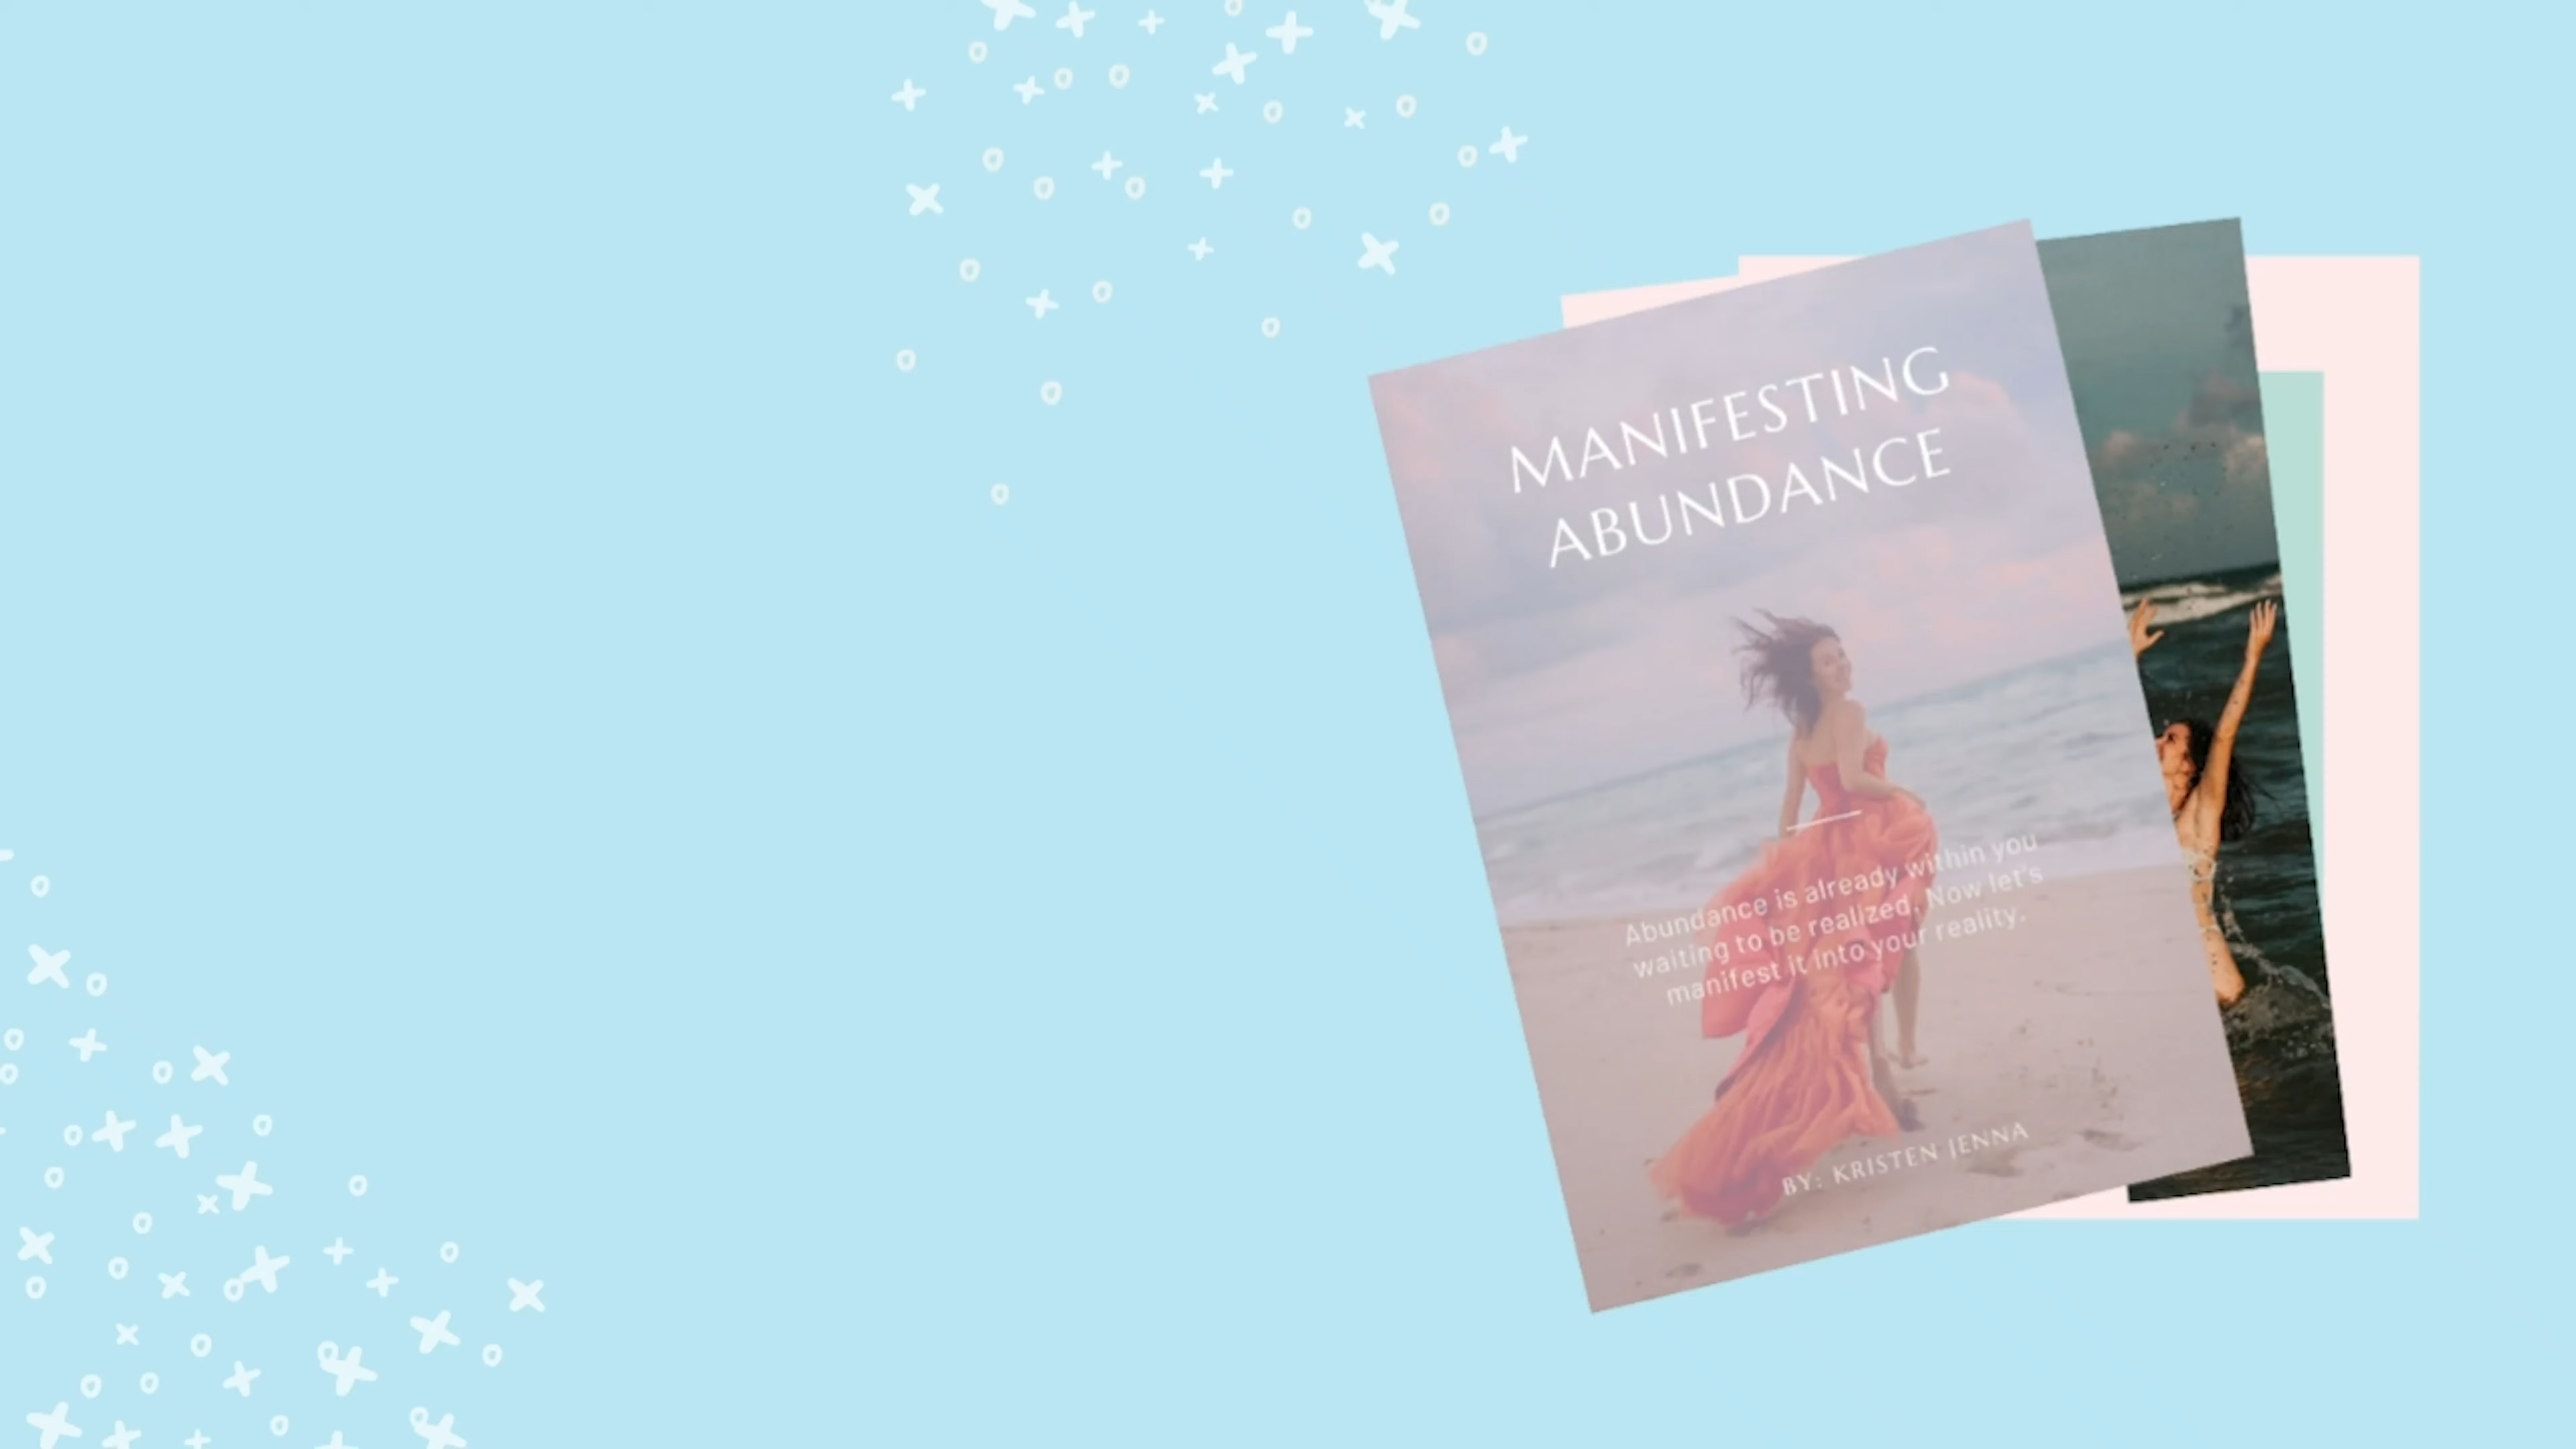 MANIFESTING
ABUNDANCE
Abundance is already within you
waiting to be realized. Now let's
manifest it into your reality.
BY: KRISTEN JENNA